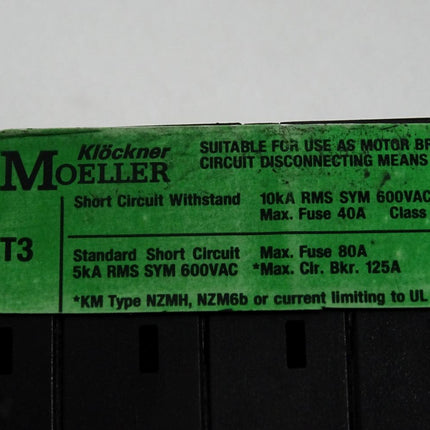 Klöckner
MOELLER
SUITABLE FOR USE AS MOTOR BR
CIRCUIT DISCONNECTING MEANS
Short Circuit Withstand 10kA RMS SYM 600VAC
Max. Fuse 40A Class
T3
Standard Short Circuit Max. Fuse 80A
5kA RMS SYM 600VAC *Max. Clr. Bkr. 125A
*KM Type NZMH, NZM6b or current limiting to UL